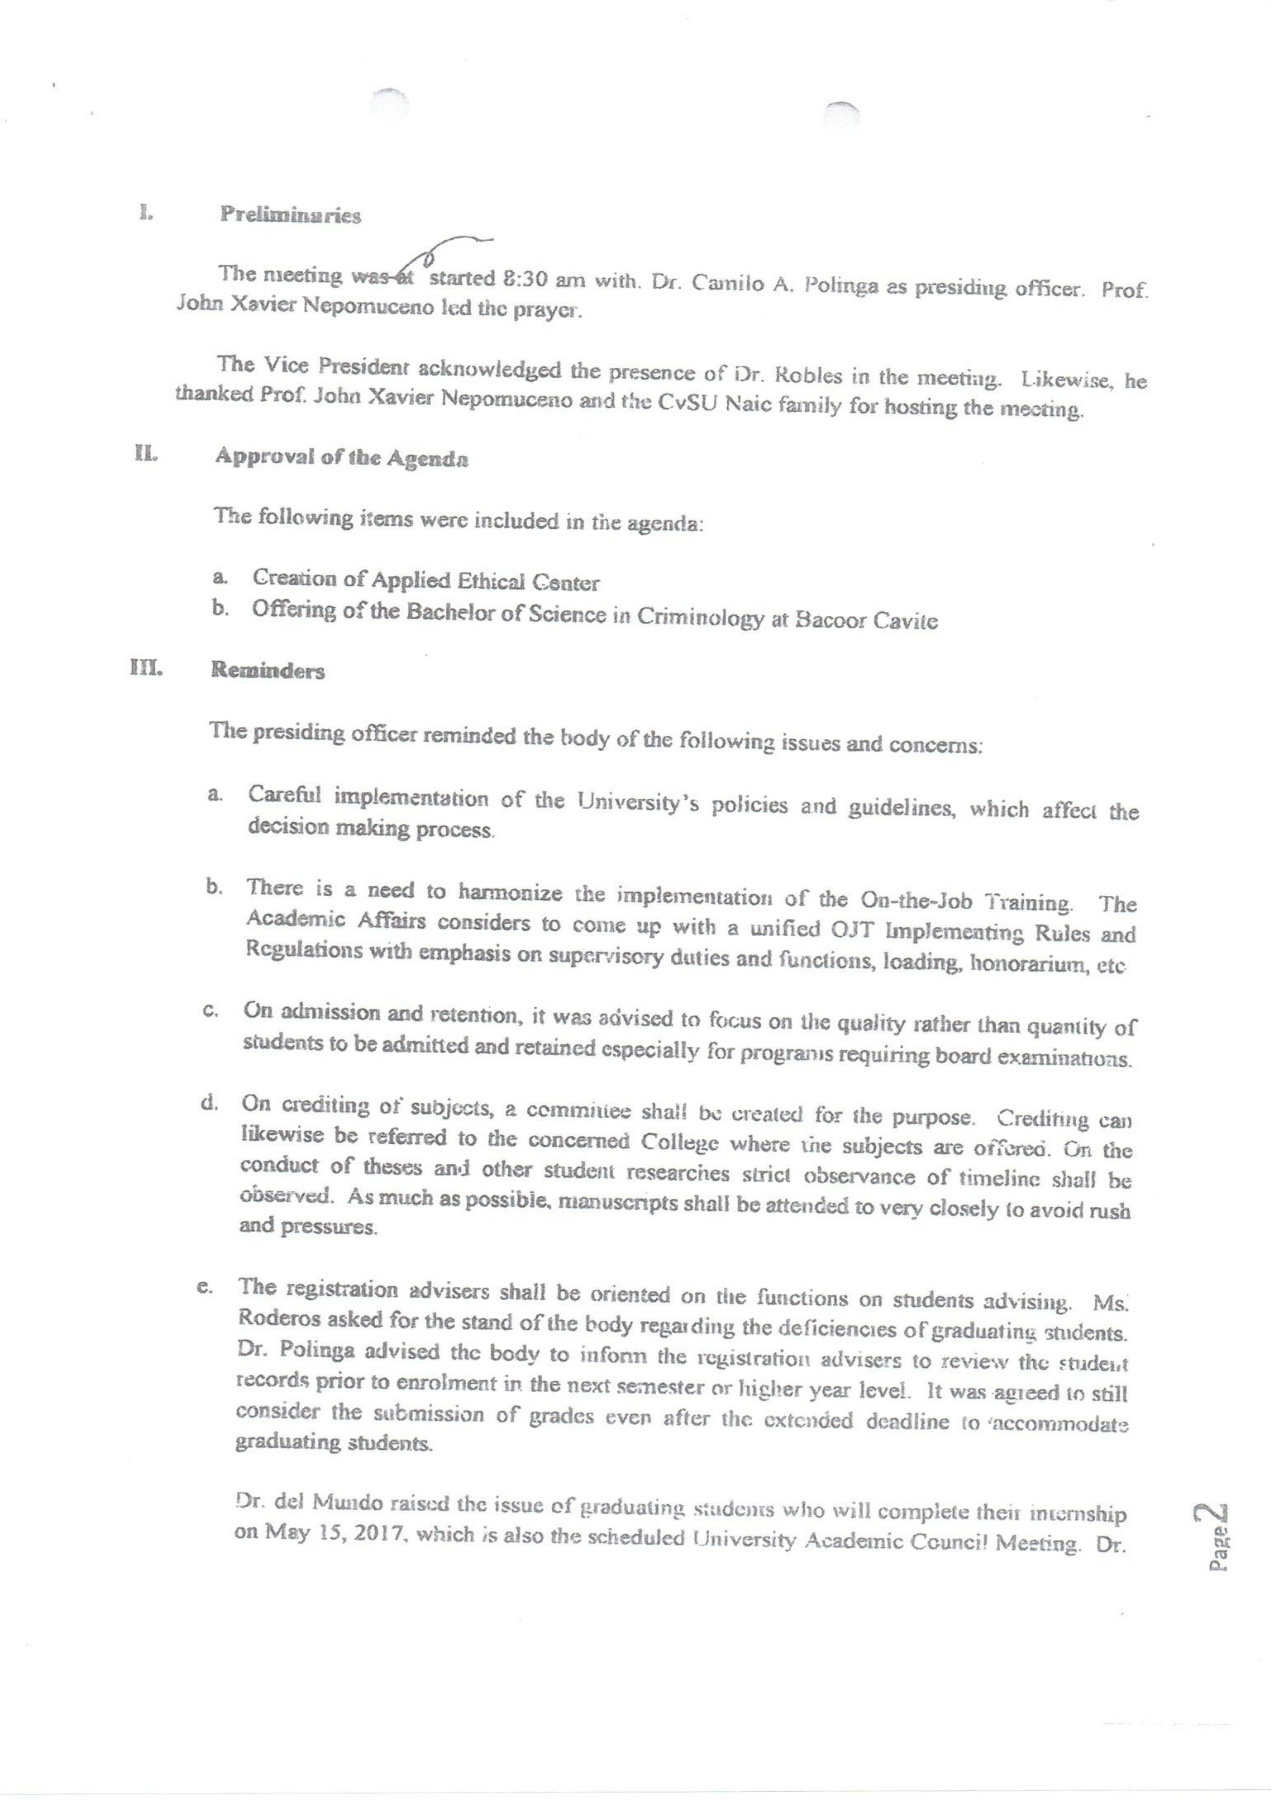 I. Preliminaries
The meeting was at started 8:30 am with. Dr. Camilo A. Polinga as presiding officer. Prof.
John Xavier Nepomuceno led the prayer.
The Vice President acknowledged the presence of Dr. Robles in the meeting. Likewise, he
thanked Prof. John Xavier Nepomuceno and the CvSU Naic family for hosting the meeting.
II. Approval of the Agenda
The following items were included in the agenda:
a. Creation of Applied Ethical Center
b. Offering of the Bachelor of Science in Criminology at Bacoor Cavite
III. Reminders
The presiding officer reminded the body of the following issues and concerns:
a. Careful implementation of the University's policies and guidelines, which affect the
decision making process.
b. There is a need to harmonize the implementation of the On-the-Job Training. The
Academic Affairs considers to come up with a unified OJT Implementing Rules and
Regulations with emphasis on supervisory duties and functions, loading, honorarium, etc
c. On admission and retention, it was advised to focus on the quality rather than quantity of
students to be admitted and retained especially for programs requiring board examinations.
d. On crediting of subjects, a committee shall be created for the purpose. Crediting can
likewise be referred to the concerned College where the subjects are offered. On the
conduct of theses and other student researches strict observance of timeline shall be
observed. As much as possible, manuscripts shall be attended to very closely to avoid rush
and pressures.
e. The registration advisers shall be oriented on the functions on students advising. Ms.
Roderos asked for the stand of the body regarding the deficiencies of graduating students.
Dr. Polinga advised the body to inform the registration advisers to review the student
records prior to enrolment in the next semester or higher year level. It was agreed to still
consider the submission of grades even after the extended deadline to accommodate
graduating students.
Dr. del Mundo raised the issue of graduating students who will complete their internship
on May 15, 2017, which is also the scheduled University Academic Council Meeting. Dr.
Page 2